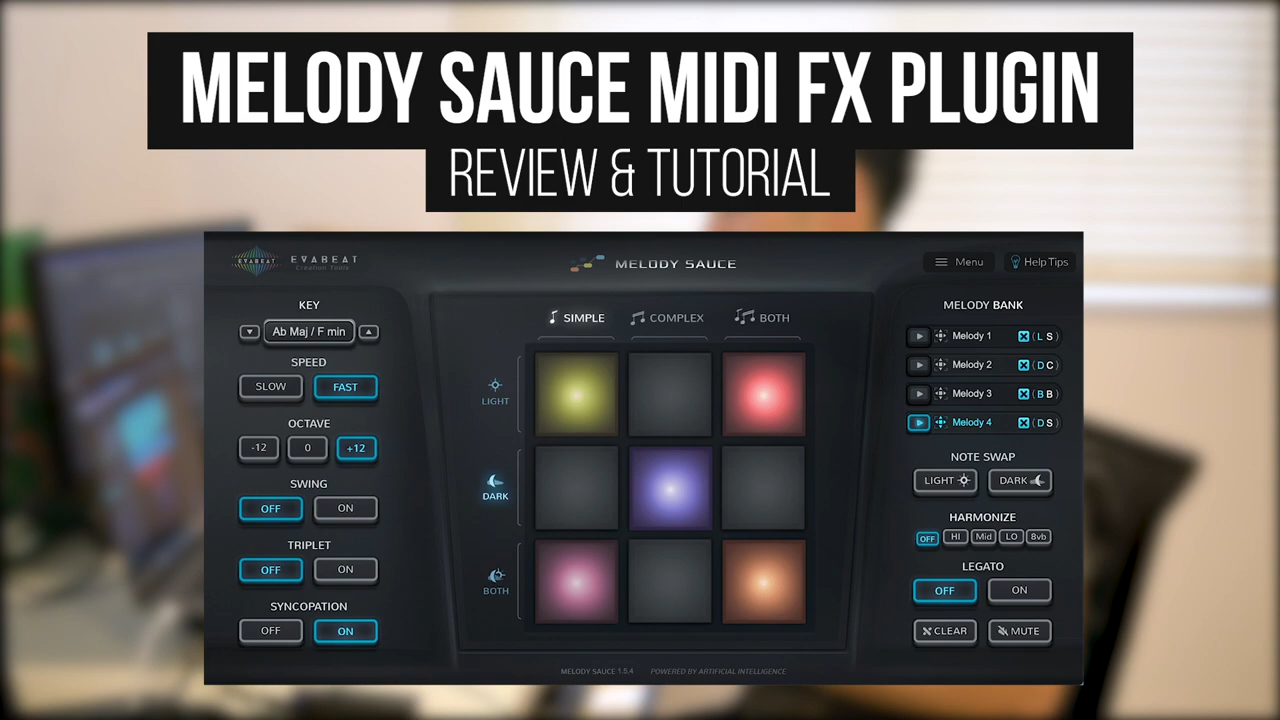 MELODY SAUCE MIDI FX PLUGIN
REVIEW & TUTORIAL
EVABEAT
EVABEAT
Creation Tools
MELODY SAUCE
Menu
Help Tips
KEY
Ab Maj / F min
SPEED
SLOW FAST
OCTAVE
-12 0 +12
SWING
OFF ON
TRIPLET
OFF ON
SYNCOPATION
OFF ON
SIMPLE COMPLEX BOTH
LIGHT
DARK
BOTH
MELODY BANK
Melody 1 X (L S)
Melody 2 X (D C)
Melody 3 X (B B)
Melody 4 X (D S)
NOTE SWAP
LIGHT DARK
HARMONIZE
OFF HI Mid LO 8vb
LEGATO
OFF ON
CLEAR MUTE
MELODY SAUCE 1.5.4 POWERED BY ARTIFICIAL INTELLIGENCE